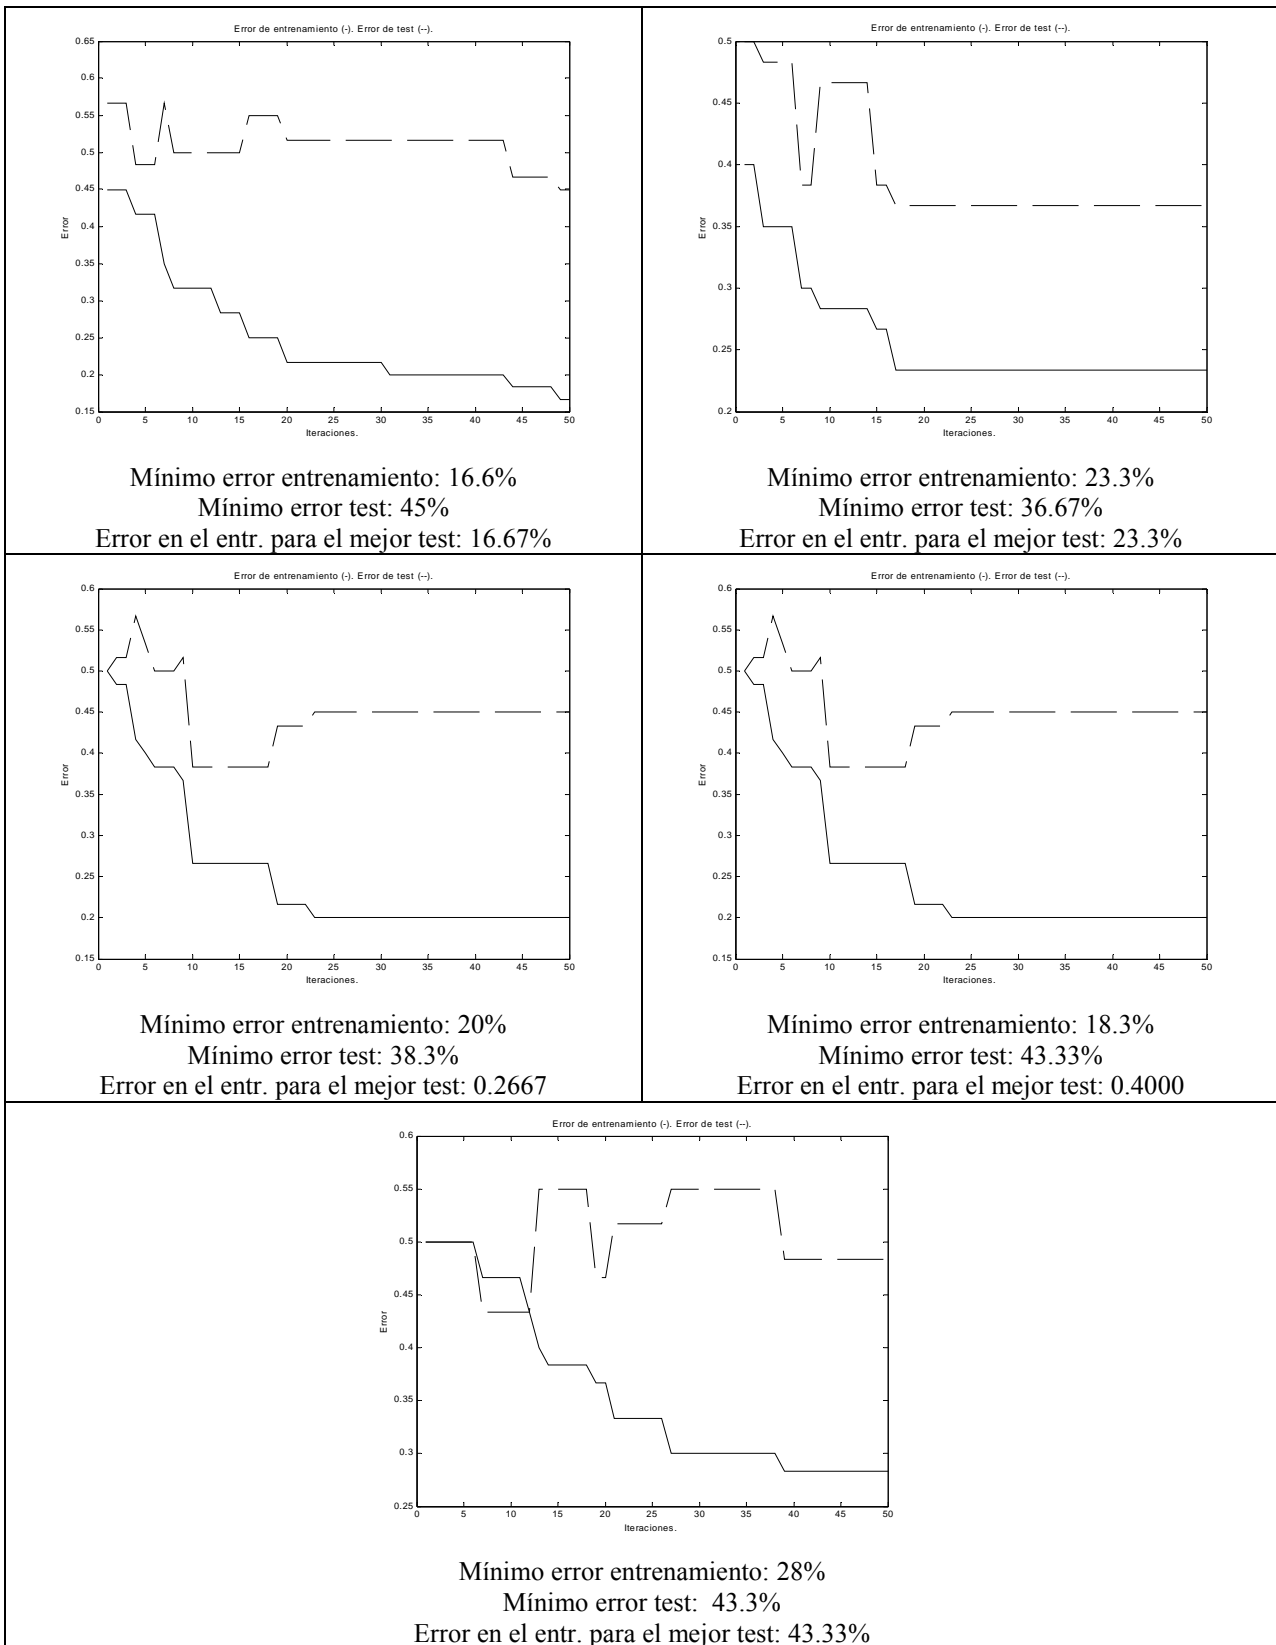 Error de entrenamiento (-). Error de test (--).
0.65
0.6
0.55
0.5
0.45
0.4
0.35
0.3
0.25
0.2
0.15
Error
0 5 10 15 20 25 30 35 40 45 50
Iteraciones.
Mínimo error entrenamiento: 16.6%
Mínimo error test: 45%
Error en el entr. para el mejor test: 16.67%
Error de entrenamiento (-). Error de test (--).
0.5
0.45
0.4
0.35
0.3
0.25
0.2
Error
0 5 10 15 20 25 30 35 40 45 50
Iteraciones.
Mínimo error entrenamiento: 23.3%
Mínimo error test: 36.67%
Error en el entr. para el mejor test: 23.3%
Error de entrenamiento (-). Error de test (--).
0.6
0.55
0.5
0.45
0.4
0.35
0.3
0.25
0.2
0.15
Error
0 5 10 15 20 25 30 35 40 45 50
Iteraciones.
Mínimo error entrenamiento: 20%
Mínimo error test: 38.3%
Error en el entr. para el mejor test: 0.2667
Error de entrenamiento (-). Error de test (--).
0.6
0.55
0.5
0.45
0.4
0.35
0.3
0.25
0.2
0.15
Error
0 5 10 15 20 25 30 35 40 45 50
Iteraciones.
Mínimo error entrenamiento: 18.3%
Mínimo error test: 43.33%
Error en el entr. para el mejor test: 0.4000
Error de entrenamiento (-). Error de test (--).
0.6
0.55
0.5
0.45
0.4
0.35
0.3
0.25
Error
0 5 10 15 20 25 30 35 40 45 50
Iteraciones.
Mínimo error entrenamiento: 28%
Mínimo error test: 43.3%
Error en el entr. para el mejor test: 43.33%